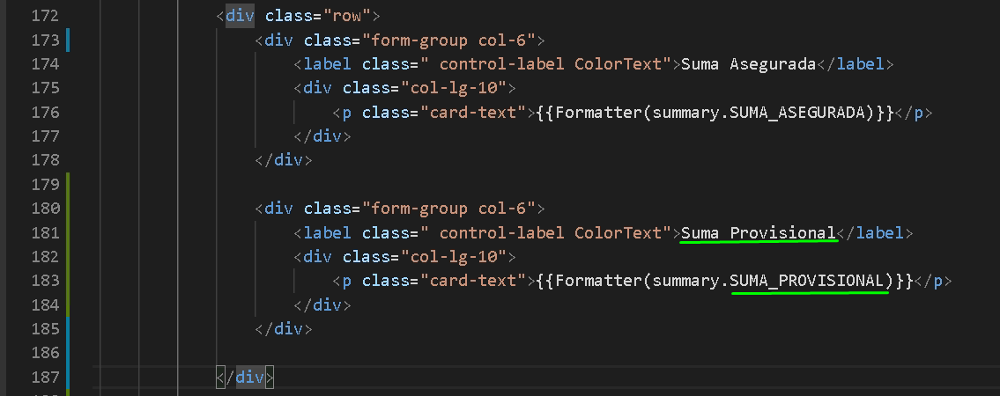 172 <div class="row">
173 <div class="form-group col-6">
174 <label class=" control-label ColorText">Suma Asegurada</label>
175 <div class="col-lg-10">
176 <p class="card-text">{{Formatter(summary.SUMA_ASEGURADA)}}</p>
177 </div>
178 </div>
179
180 <div class="form-group col-6">
181 <label class=" control-label ColorText">Suma Provisional</label>
182 <div class="col-lg-10">
183 <p class="card-text">{{Formatter(summary.SUMA_PROVISIONAL)}}</p>
184 </div>
185 </div>
186
187 </div>